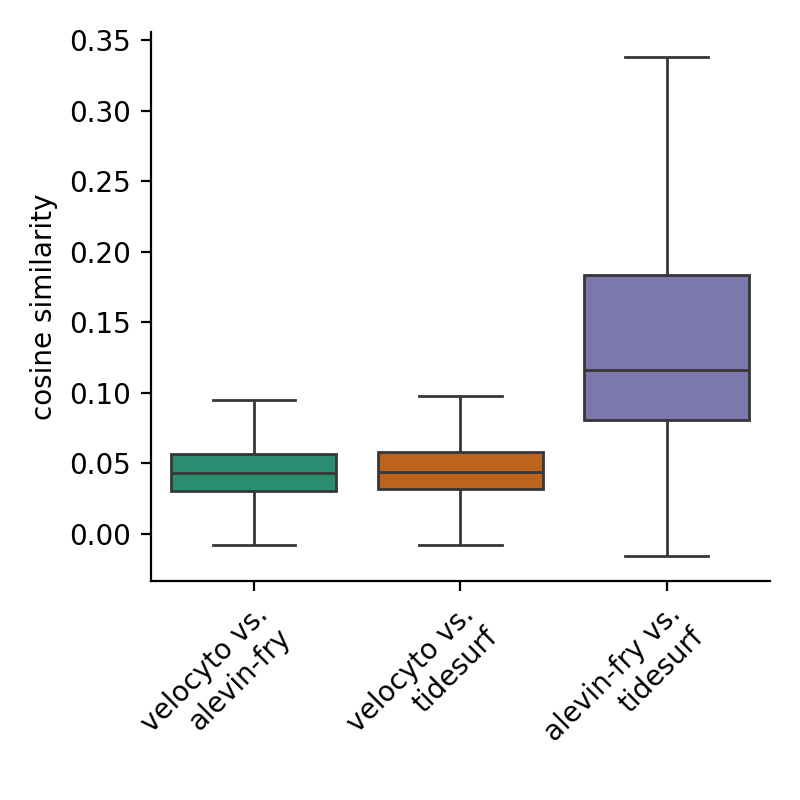 cosine similarity
0.35
0.30
0.25
0.20
0.15
0.10
0.05
0.00
velocyto vs.
alevin-fry
velocyto vs.
tidesurf
alevin-fry vs.
tidesurf